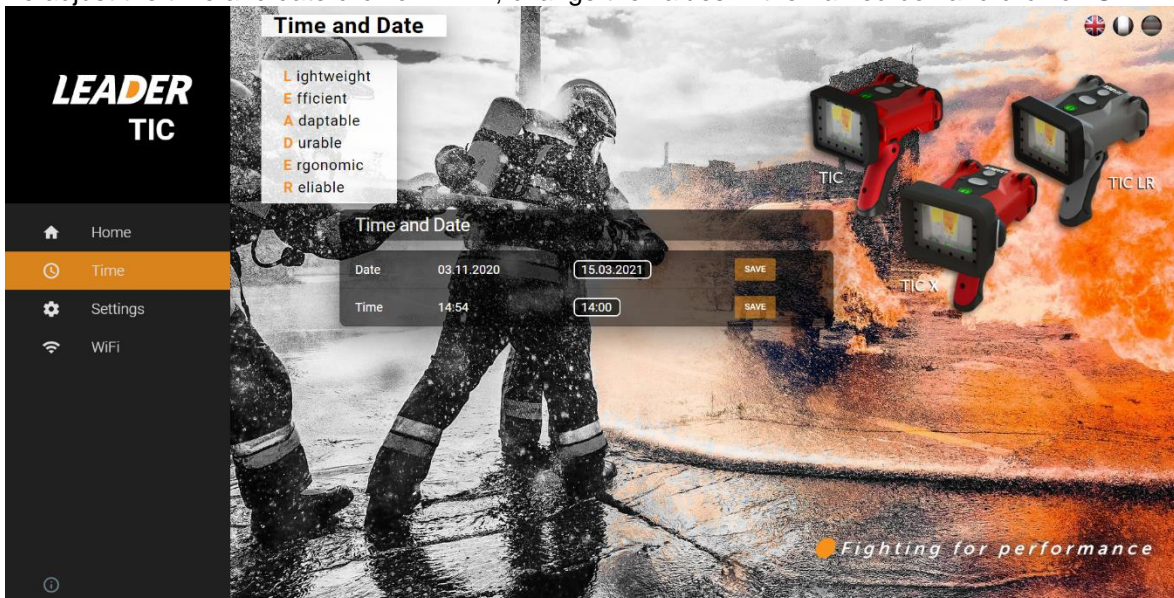 Time and Date
LEADER
TIC
L ightweight
E fficient
A daptable
D urable
E rgonomic
R eliable
TIC
TIC LR
TIC X
Home
Time
Settings
WiFi
Time and Date
Date 03.11.2020 15.03.2021 SAVE
Time 14:54 14:00 SAVE
Fighting for performance